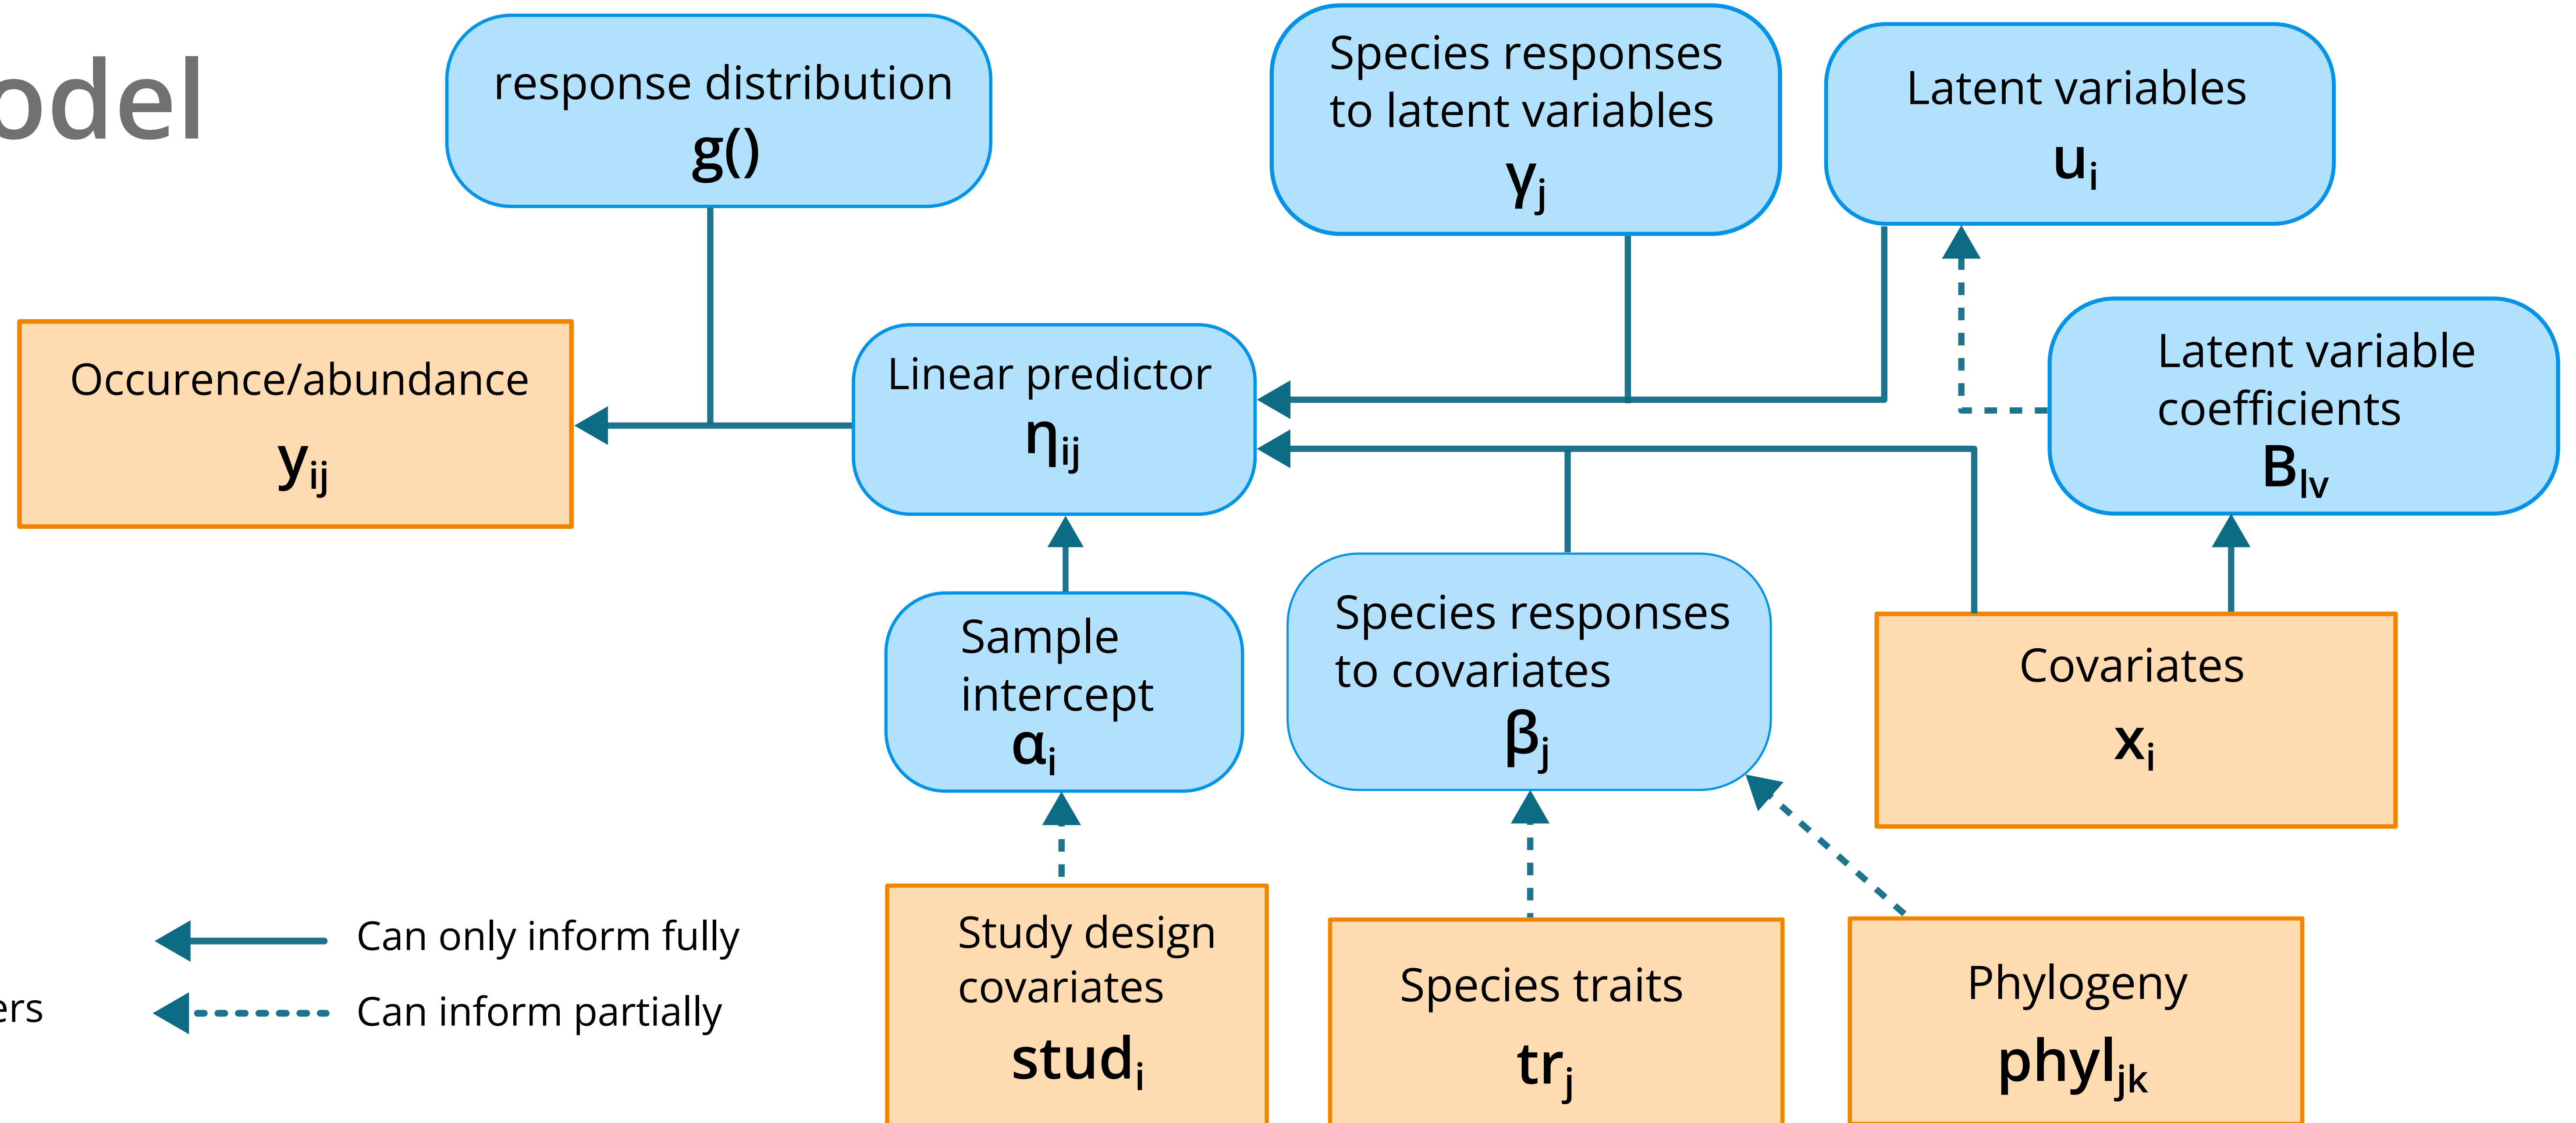 odel
response distribution
g()
Species responses
to latent variables
γj
Latent variables
ui
Occurence/abundance
yij
Linear predictor
ηij
Latent variable
coefficients
Blv
Sample
intercept
αi
Species responses
to covariates
βj
Covariates
xi
Can only inform fully
ers
Can inform partially
Study design
covariates
studi
Species traits
trj
Phylogeny
phyljk